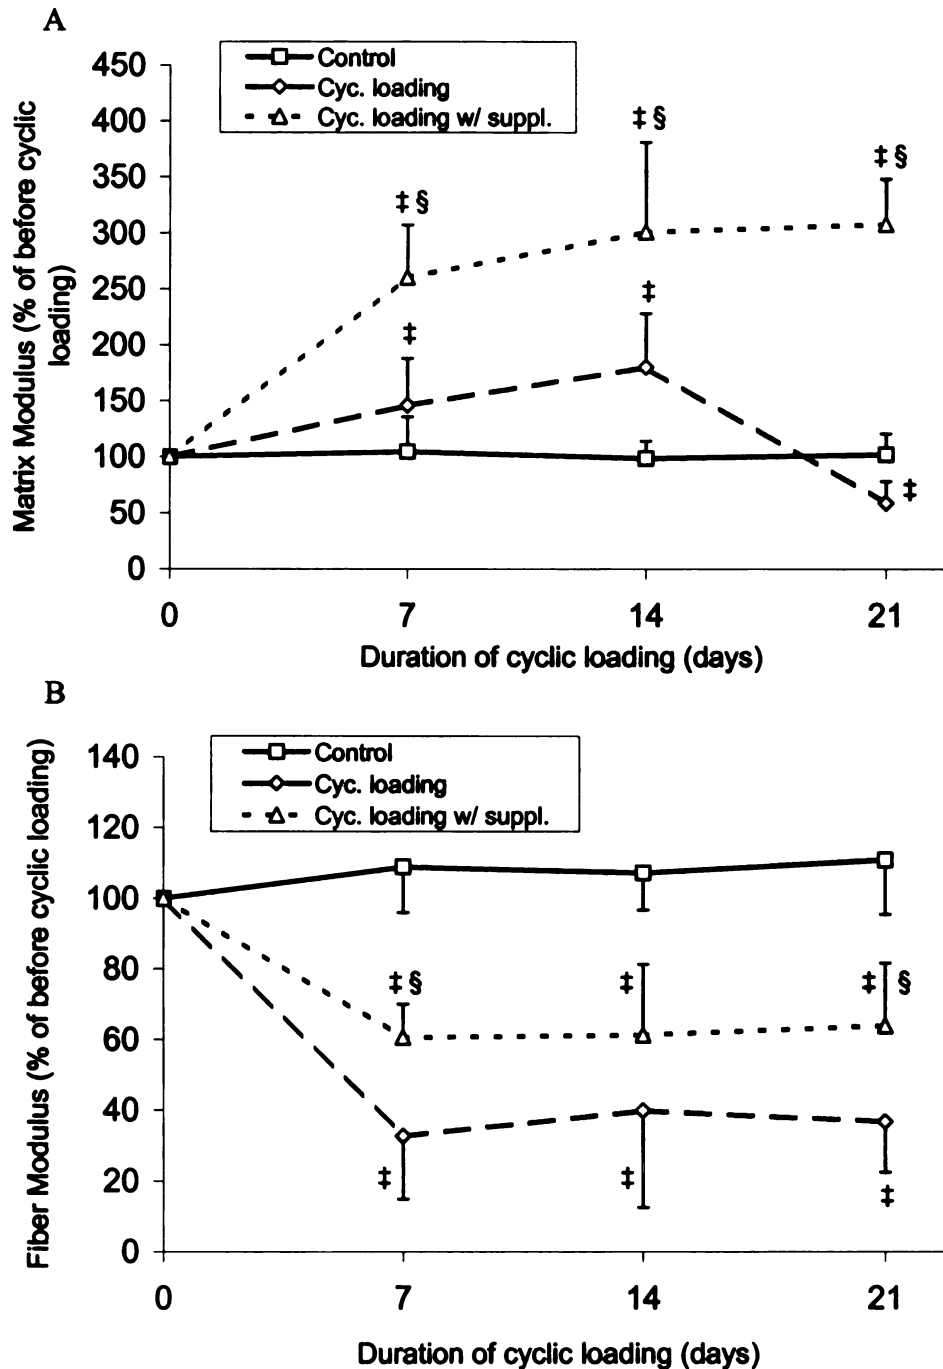 A
Control
Cyc. loading
Cyc. loading w/ suppl.
Matrix Modulus (% of before cyclic
loading)
450
400
350
300
250
200
150
100
50
0
‡ §
‡ §
‡ §
‡
‡
‡
0 7 14 21
Duration of cyclic loading (days)
B
Control
Cyc. loading
Cyc. loading w/ suppl.
Fiber Modulus (% of before cyclic loading)
140
120
100
80
60
40
20
0
‡ § ‡ ‡ §
‡ ‡ ‡
0 7 14 21
Duration of cyclic loading (days)